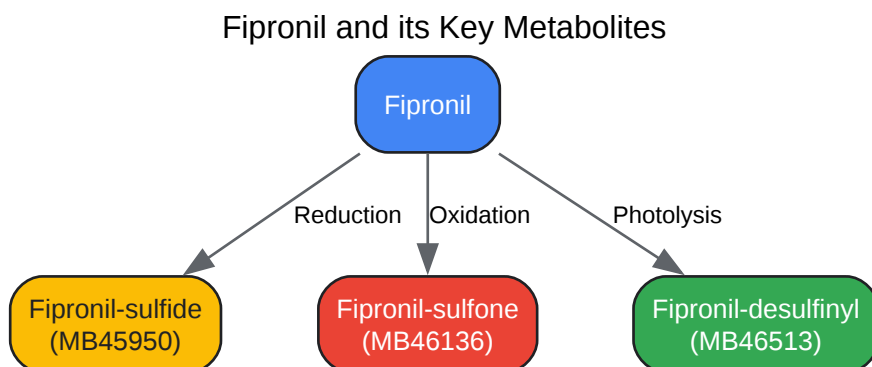 Fipronil and its Key Metabolites
Fipronil
Reduction
Oxidation
Photolysis
Fipronil-sulfide
(MB45950)
Fipronil-sulfone
(MB46136)
Fipronil-desulfinyl
(MB46513)